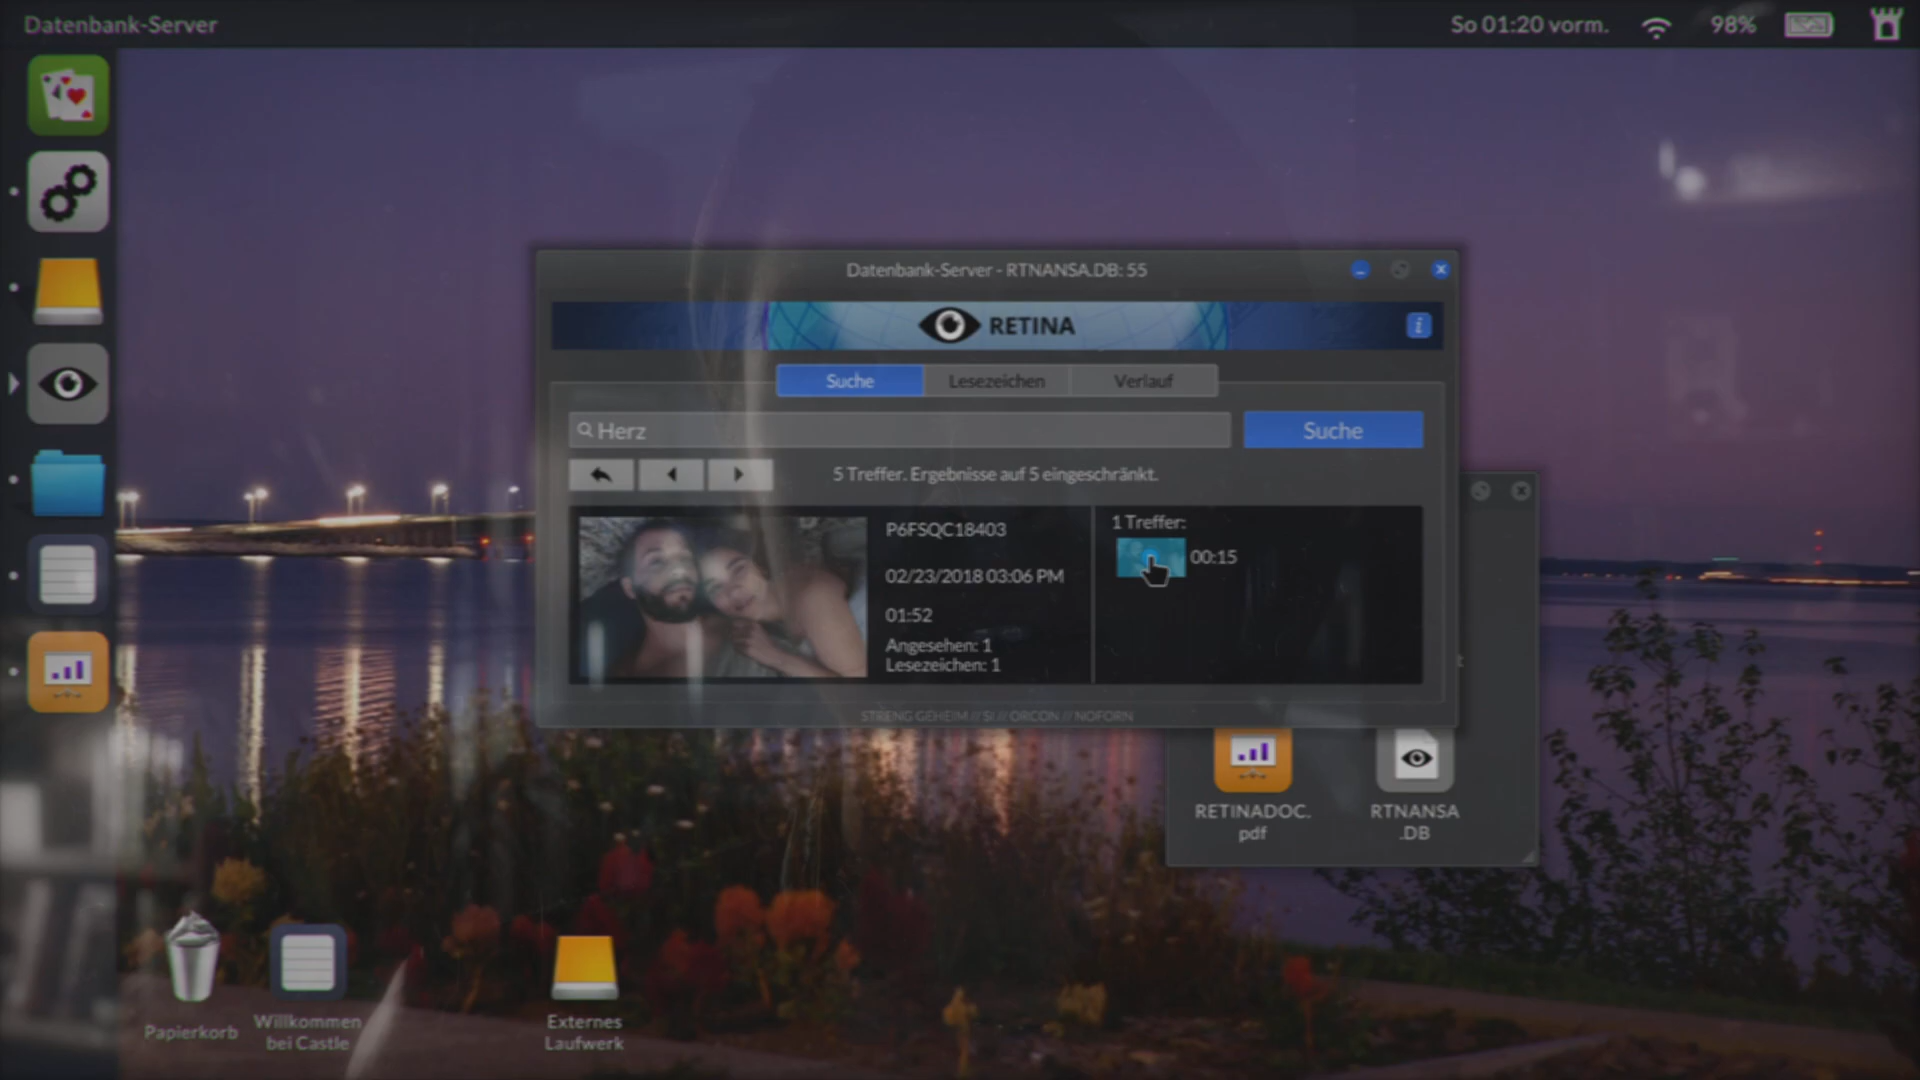 Datenbank-Server
So 01:20 vorm.
98%
Datenbank-Server - RTNANSA.DB: 55
RETINA
Suche
Lesezeichen
Verlauf
Herz
Suche
5 Treffer. Ergebnisse auf 5 eingeschränkt.
P6FSQC18403
02/23/2018 03:06 PM
01:52
Angesehen: 1
Lesezeichen: 1
1 Treffer:
00:15
STRENG GEHEIM // SI // ORCON // NOFORN
RETINADOC.
pdf
RTNANSA
.DB
Papierkorb
Willkommen
bei Castle
Externes
Laufwerk